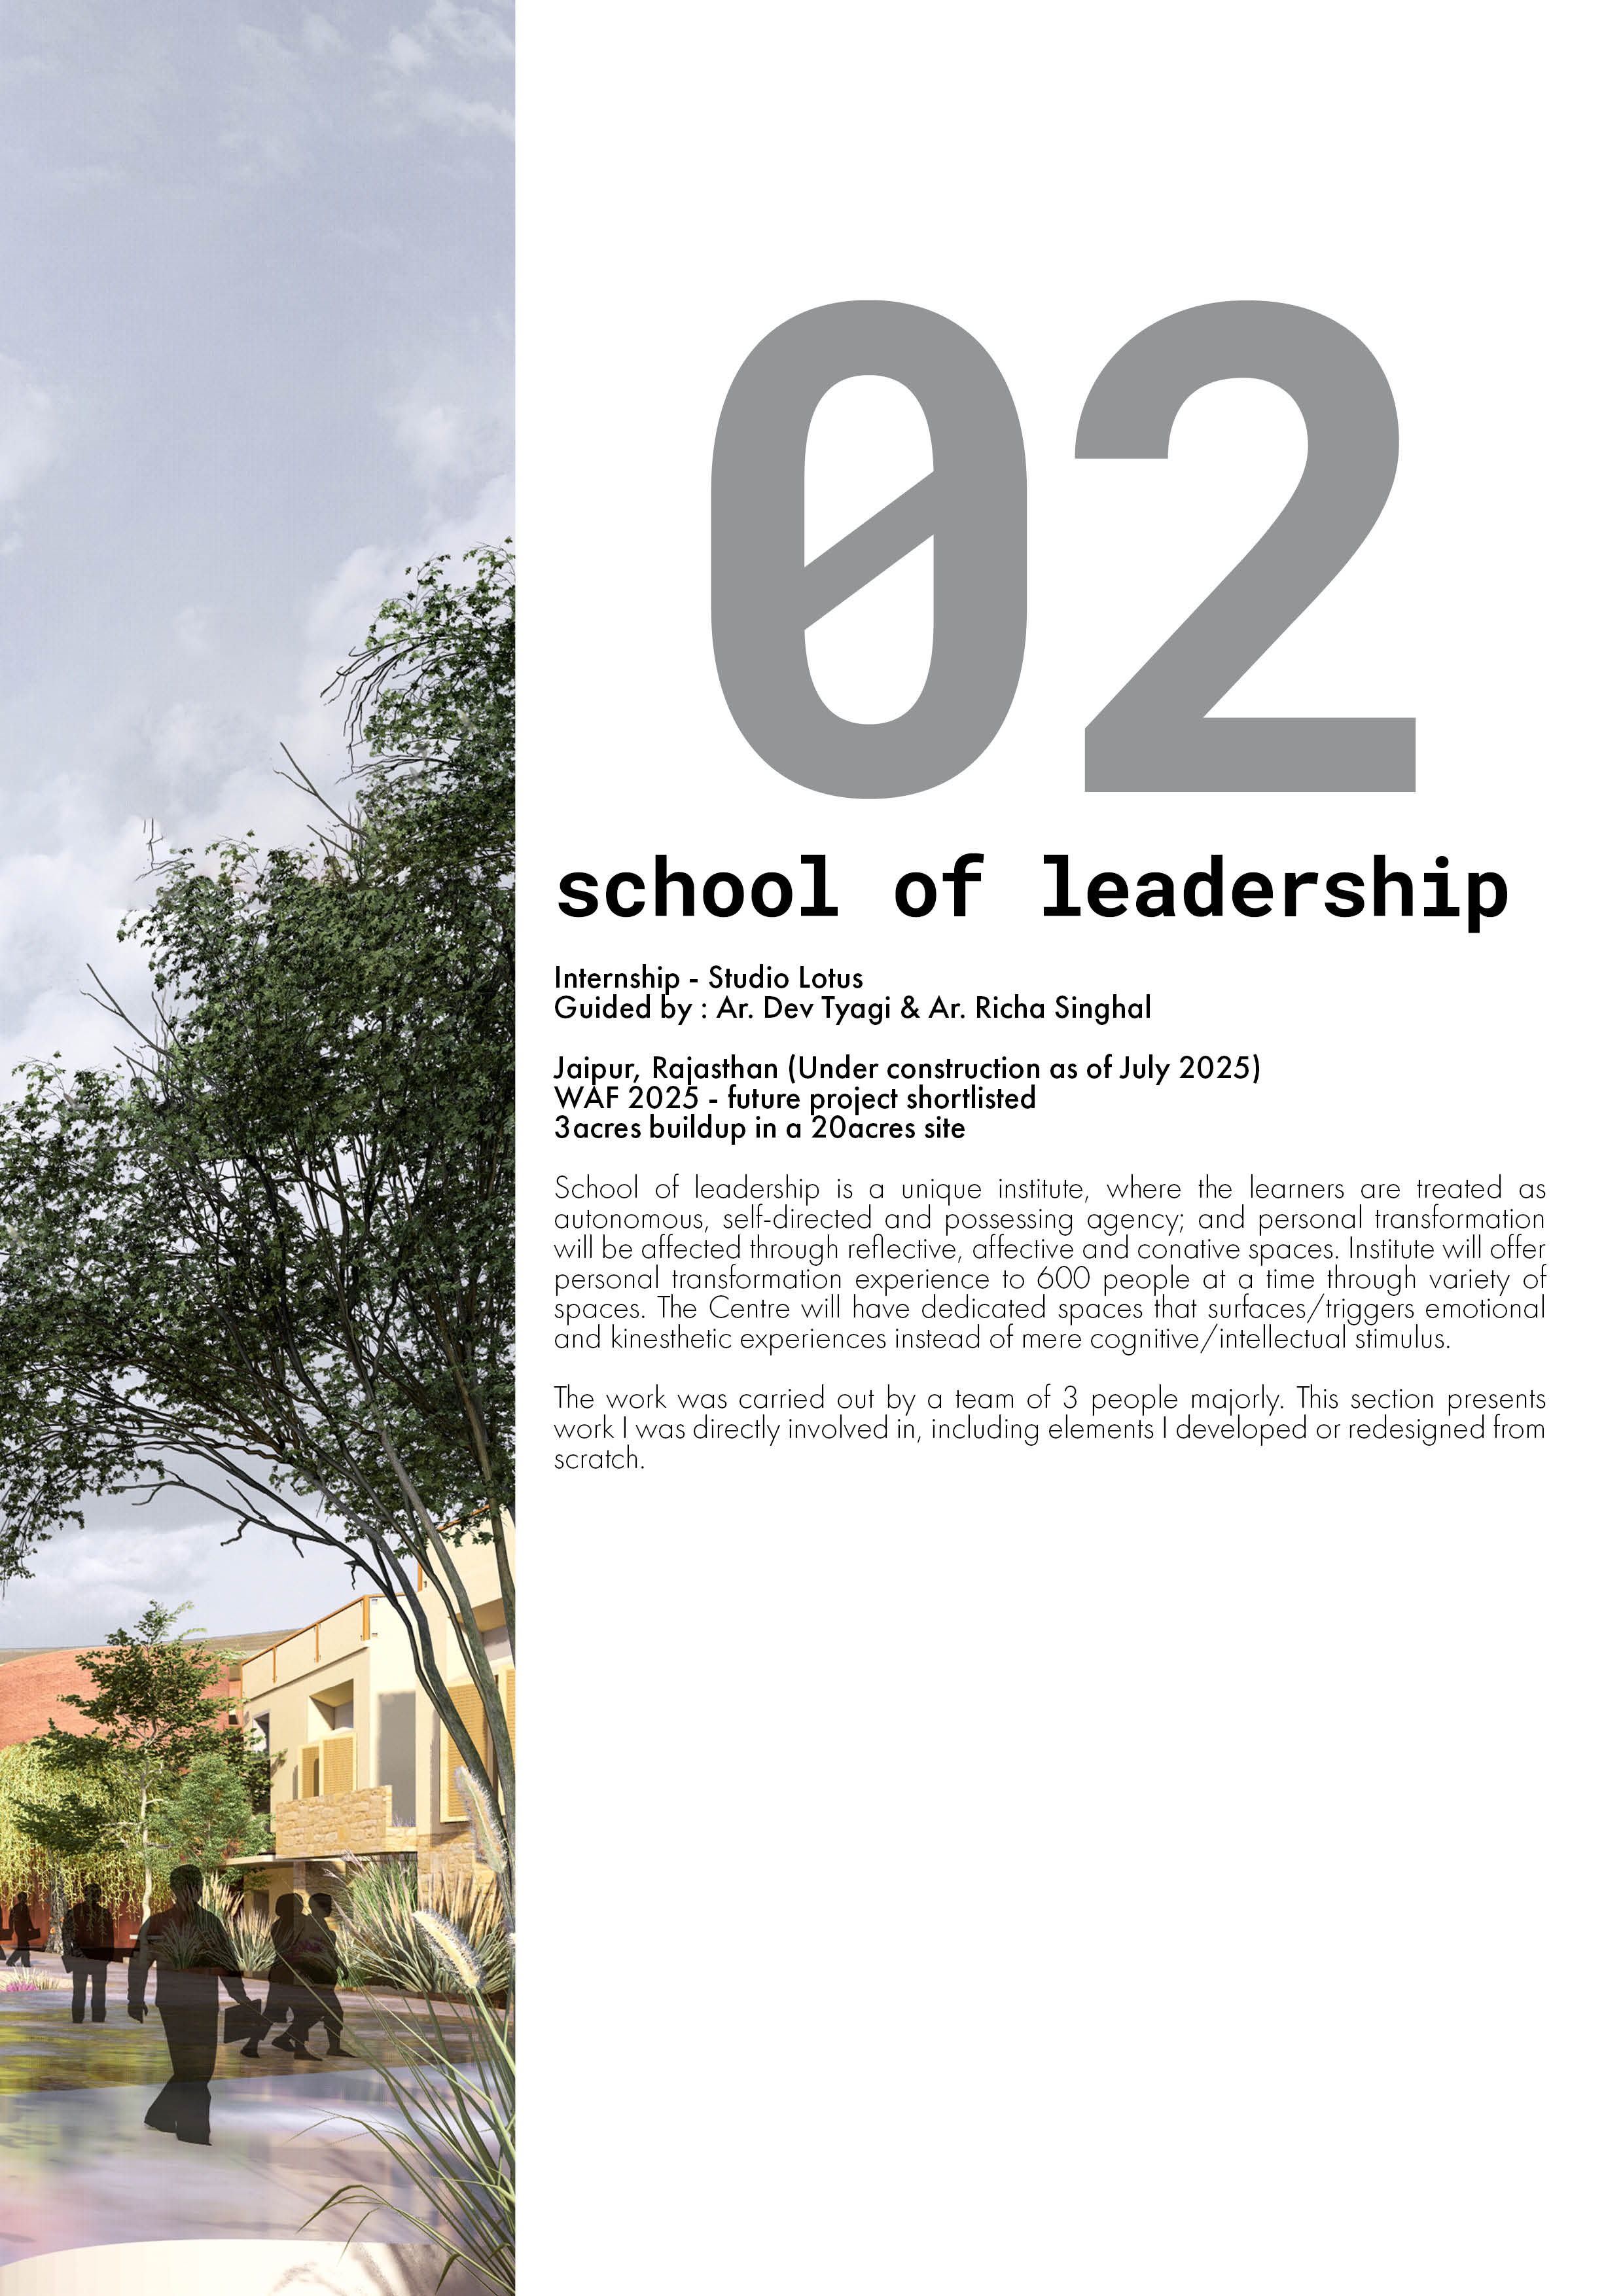 02
school of leadership
Internship - Studio Lotus
Guided by : Ar. Dev Tyagi & Ar. Richa Singhal
Jaipur, Rajasthan (Under construction as of July 2025)
WAF 2025 - future project shortlisted
3acres buildup in a 20acres site
School of leadership is a unique institute, where the learners are treated as
autonomous, self-directed and possessing agency; and personal transformation
will be affected through reflective, affective and conative spaces. Institute will offer
personal transformation experience to 600 people at a time through variety of
spaces. The Centre will have dedicated spaces that surfaces/triggers emotional
and kinesthetic experiences instead of mere cognitive/intellectual stimulus.
The work was carried out by a team of 3 people majorly. This section presents
work I was directly involved in, including elements I developed or redesigned from
scratch.